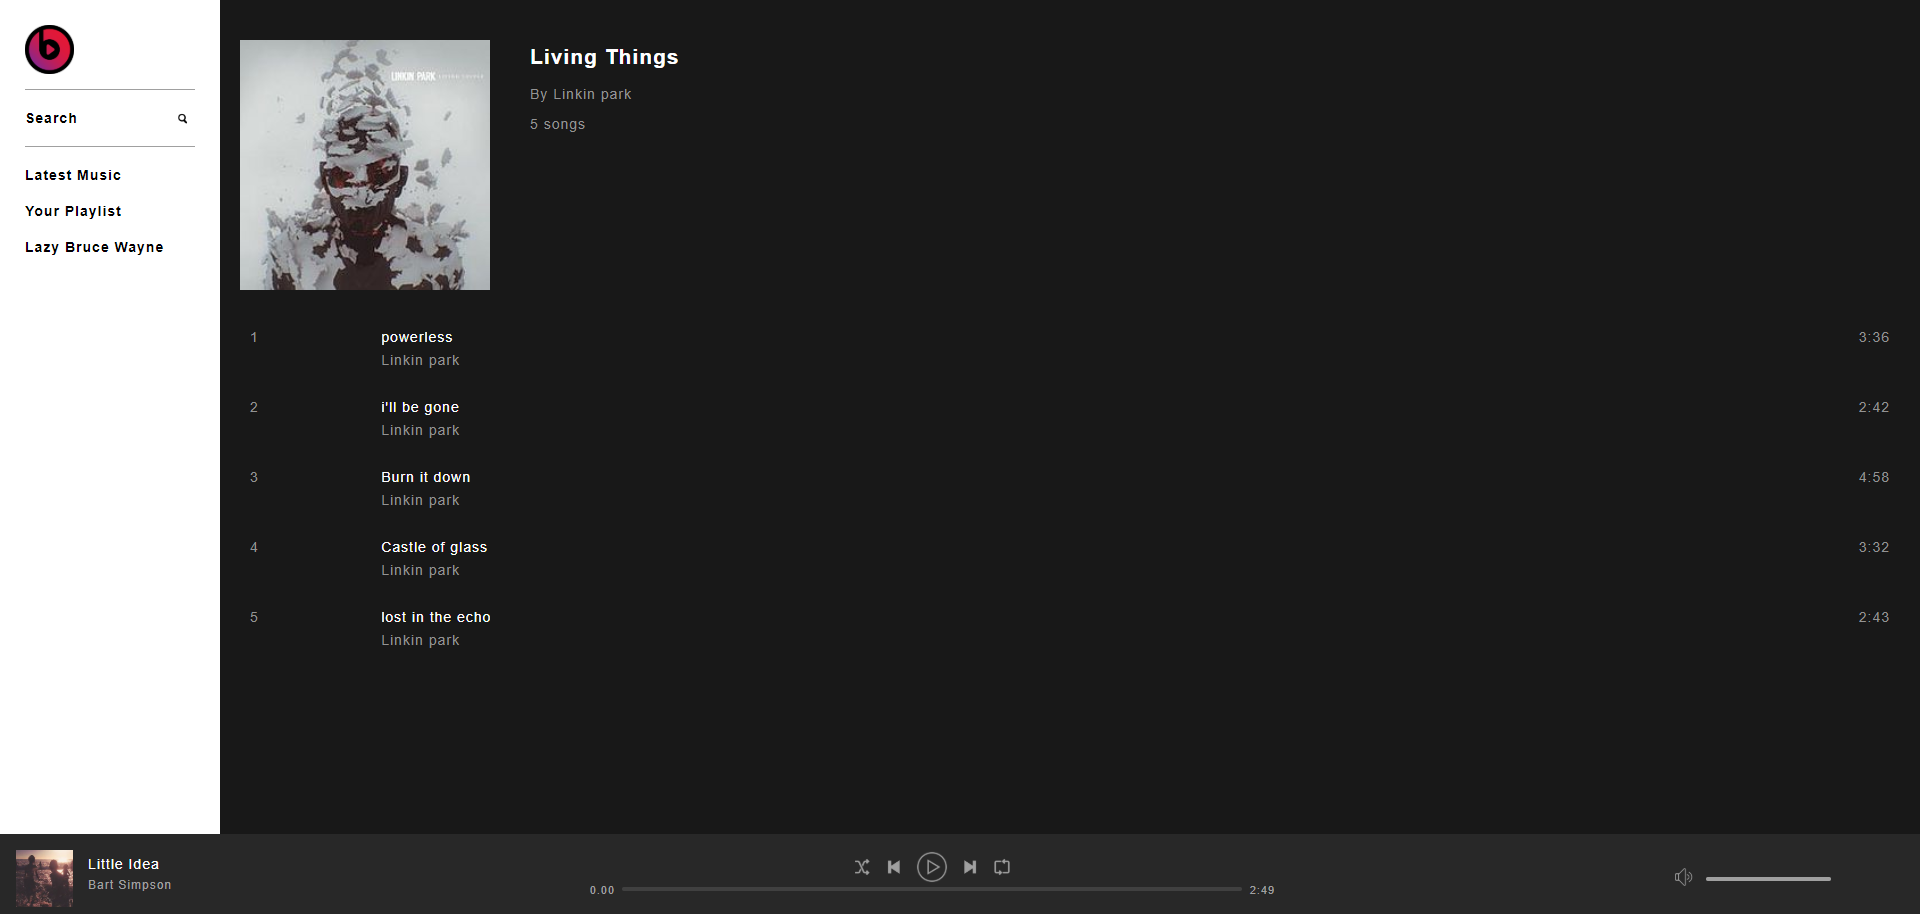 Search
Latest Music
Your Playlist
Lazy Bruce Wayne
LINKIN PARK
Living Things
By Linkin park
5 songs
1 powerless 3:36
Linkin park
2 i'll be gone 2:42
Linkin park
3 Burn it down 4:58
Linkin park
4 Castle of glass 3:32
Linkin park
5 lost in the echo 2:43
Linkin park
Little Idea
Bart Simpson
0.00 2:49